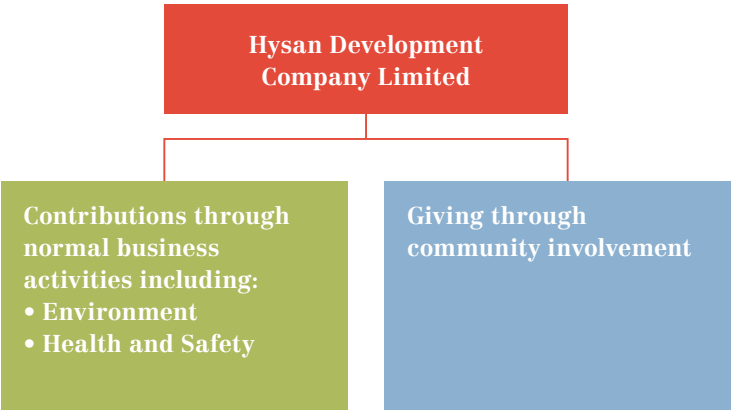 Hysan Development
Company Limited
Contributions through
normal business
activities including:
• Environment
• Health and Safety
Giving through
community involvement